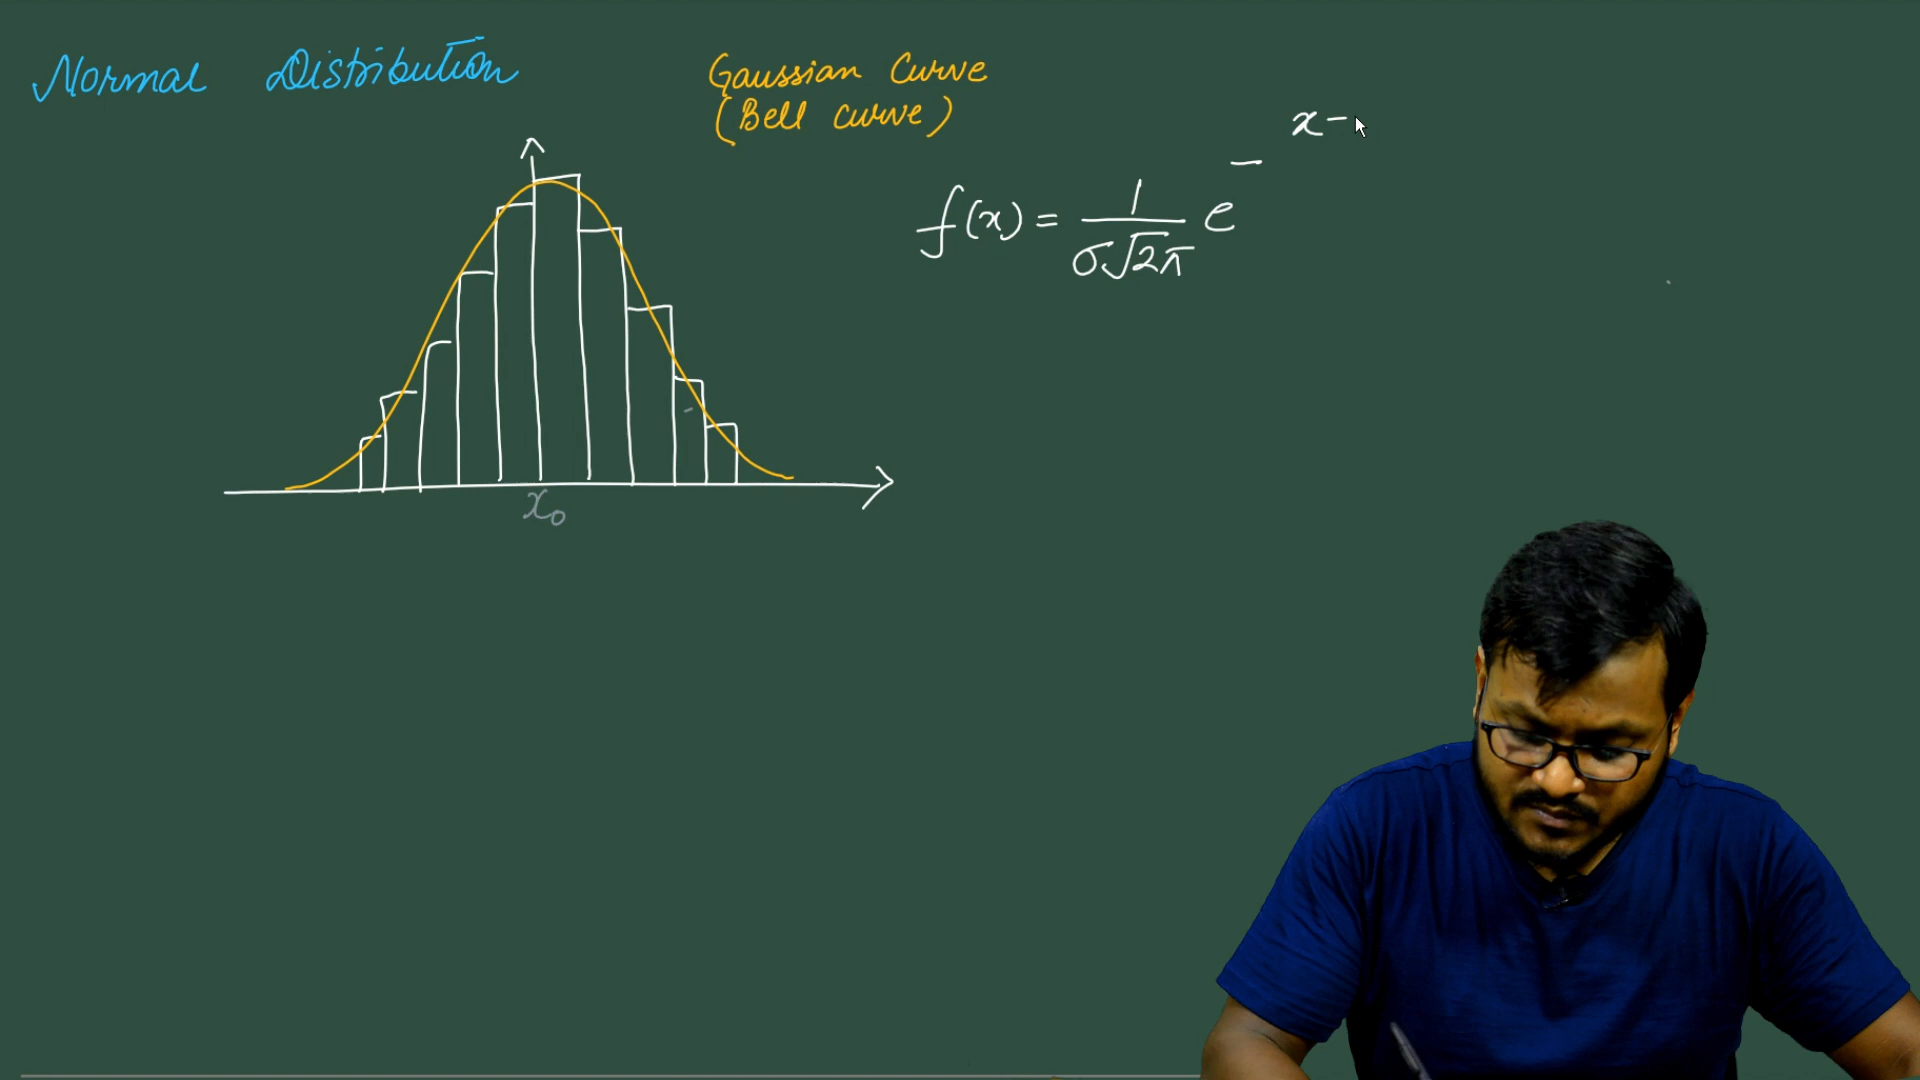 Normal Distribution
Gaussian Curve
(Bell curve)
f(x) = 1/(σ√2π) e^(− x−
x₀